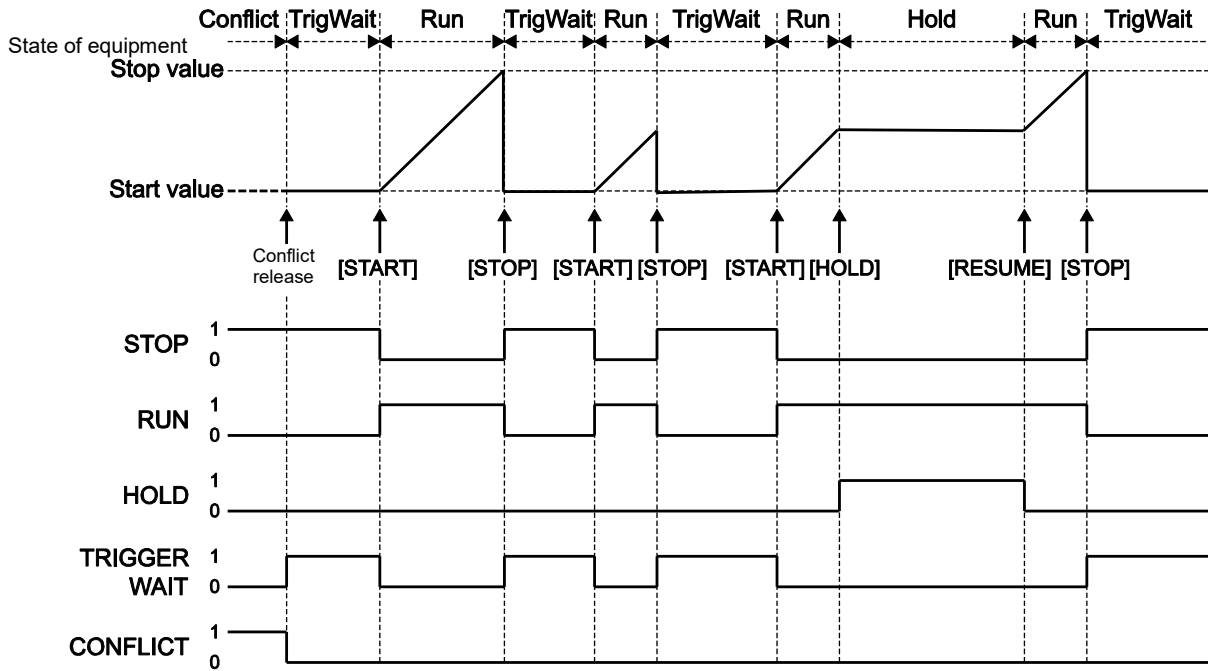 Conflict TrigWait Run TrigWait Run TrigWait Run Hold Run TrigWait
State of equipment
Stop value
Start value
Conflict
release
[START] [STOP] [START] [STOP] [START] [HOLD] [RESUME] [STOP]
1
STOP
0
1
RUN
0
1
HOLD
0
TRIGGER 1
WAIT 0
1
CONFLICT
0